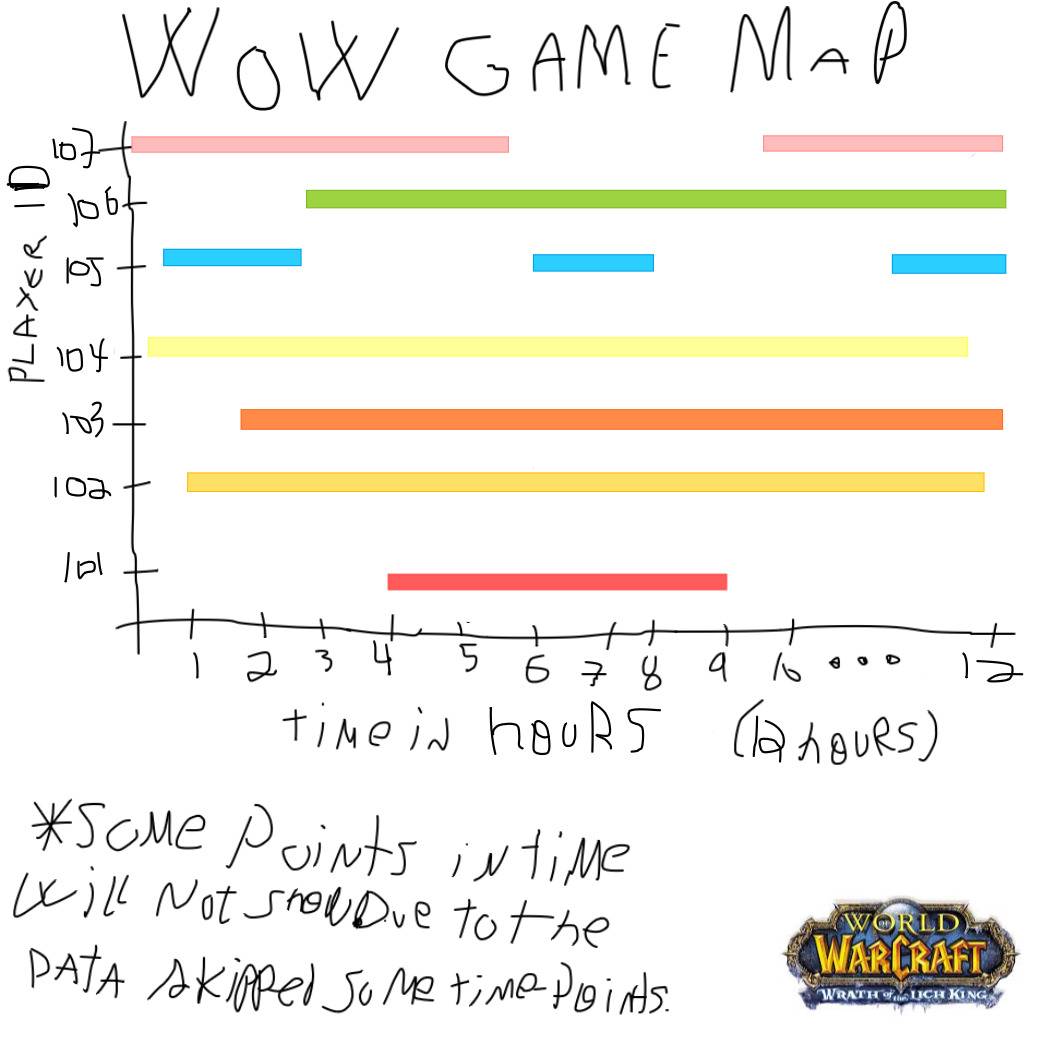 WOW GAME MAP
PLAYER ID
107
106
105
104
103
102
101
1 2 3 4 5 6 7 8 9 10 ... 12
time in hours (12 hours)
*Some points in time
will not show Due to the
DATA skipped some time points.
WORLD
OF
WARCRAFT
WRATH of the LICH KING